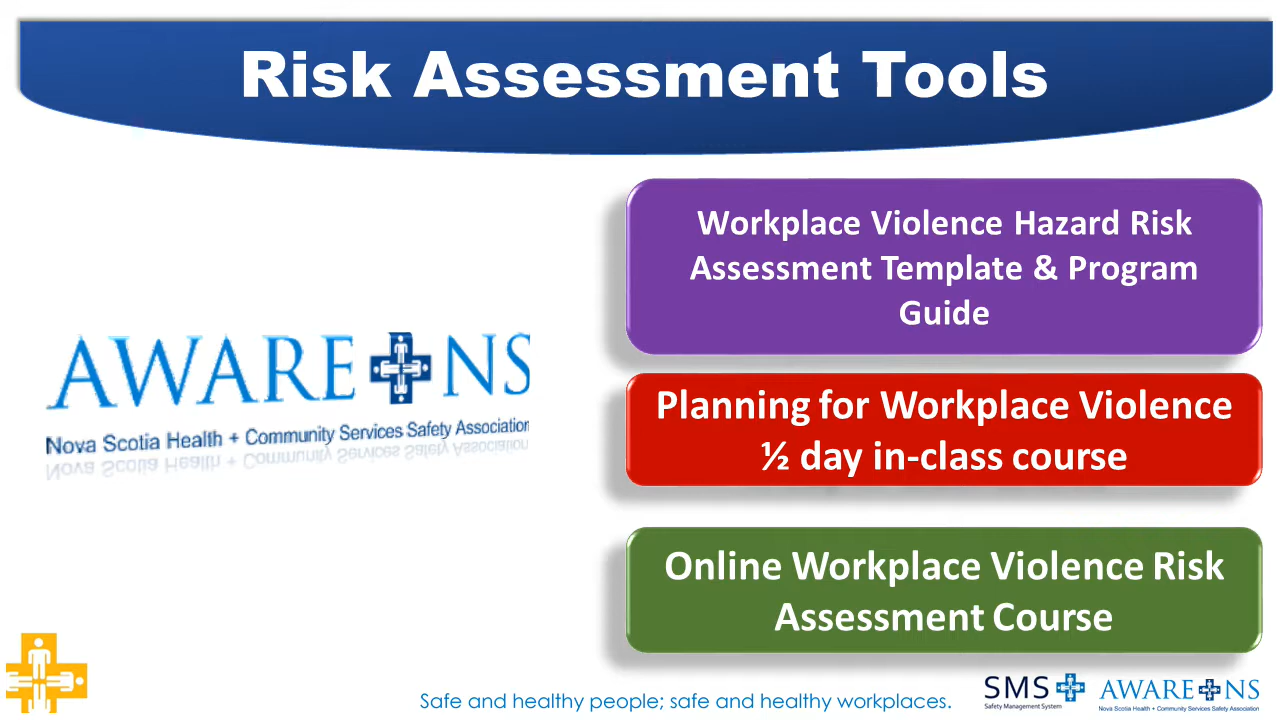 Risk Assessment Tools
Workplace Violence Hazard Risk
Assessment Template & Program
Guide
AWARE NS
Nova Scotia Health + Community Services Safety Association
Planning for Workplace Violence
½ day in-class course
Online Workplace Violence Risk
Assessment Course
Safe and healthy people; safe and healthy workplaces.
SMS
Safety Management System
AWARE NS
Nova Scotia Health + Community Services Safety Association